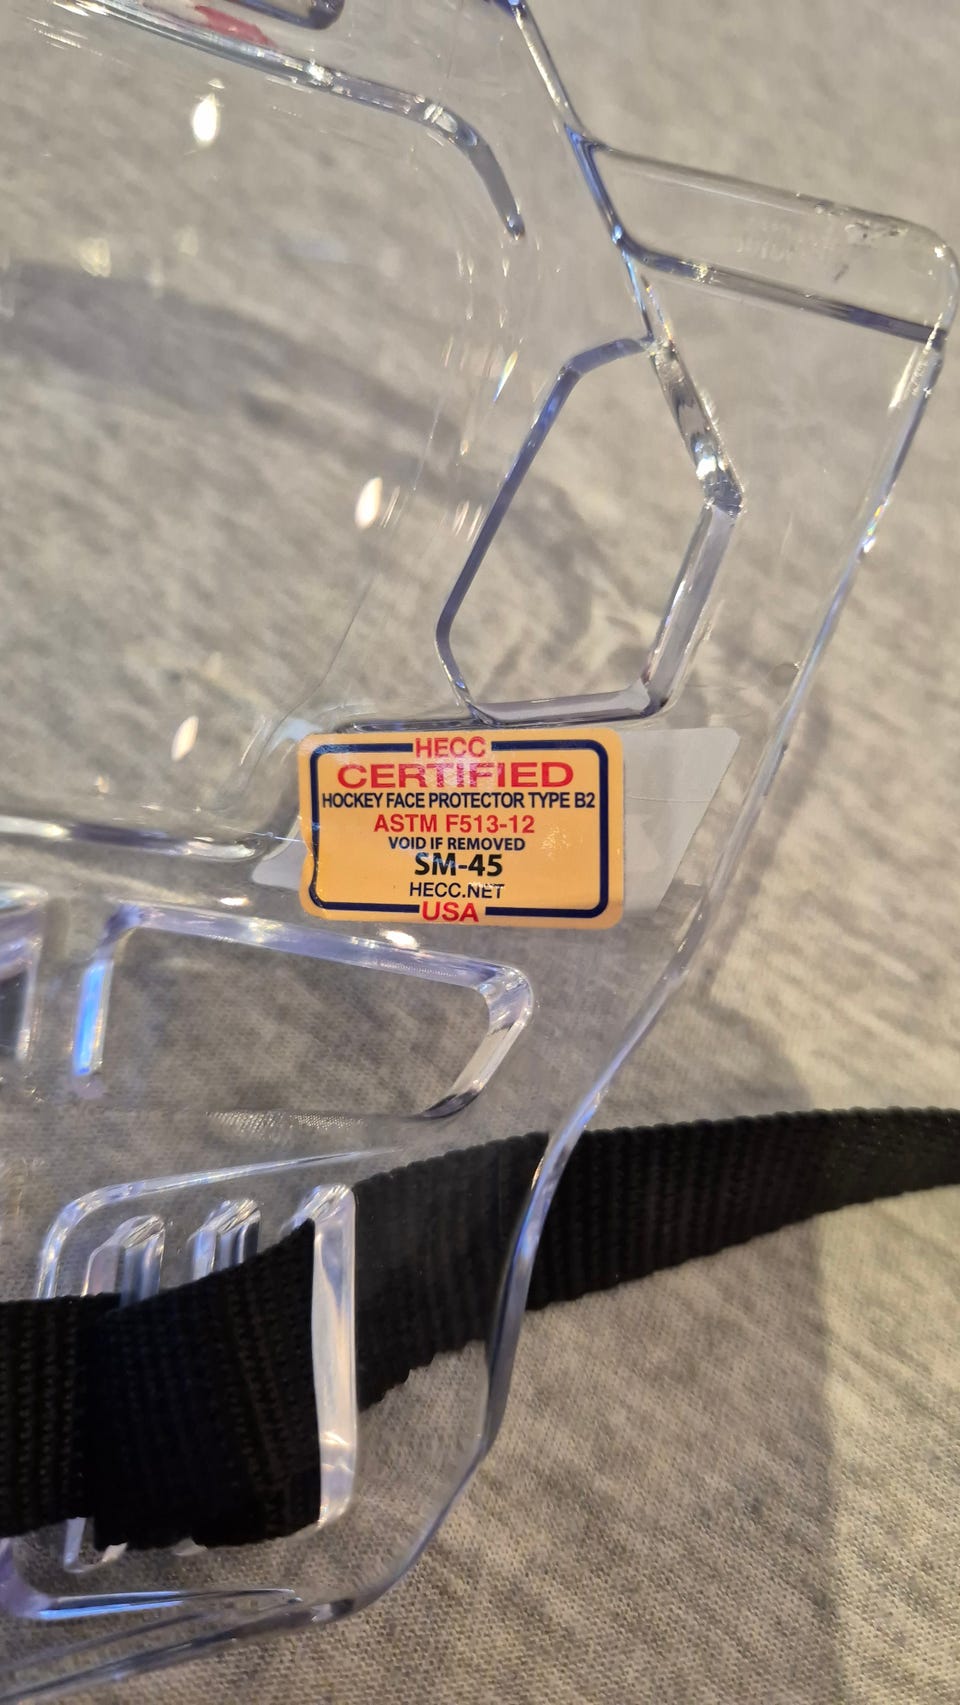 HECC
CERTIFIED
HOCKEY FACE PROTECTOR TYPE B2
ASTM F513-12
VOID IF REMOVED
SM-45
HECC.NET
USA